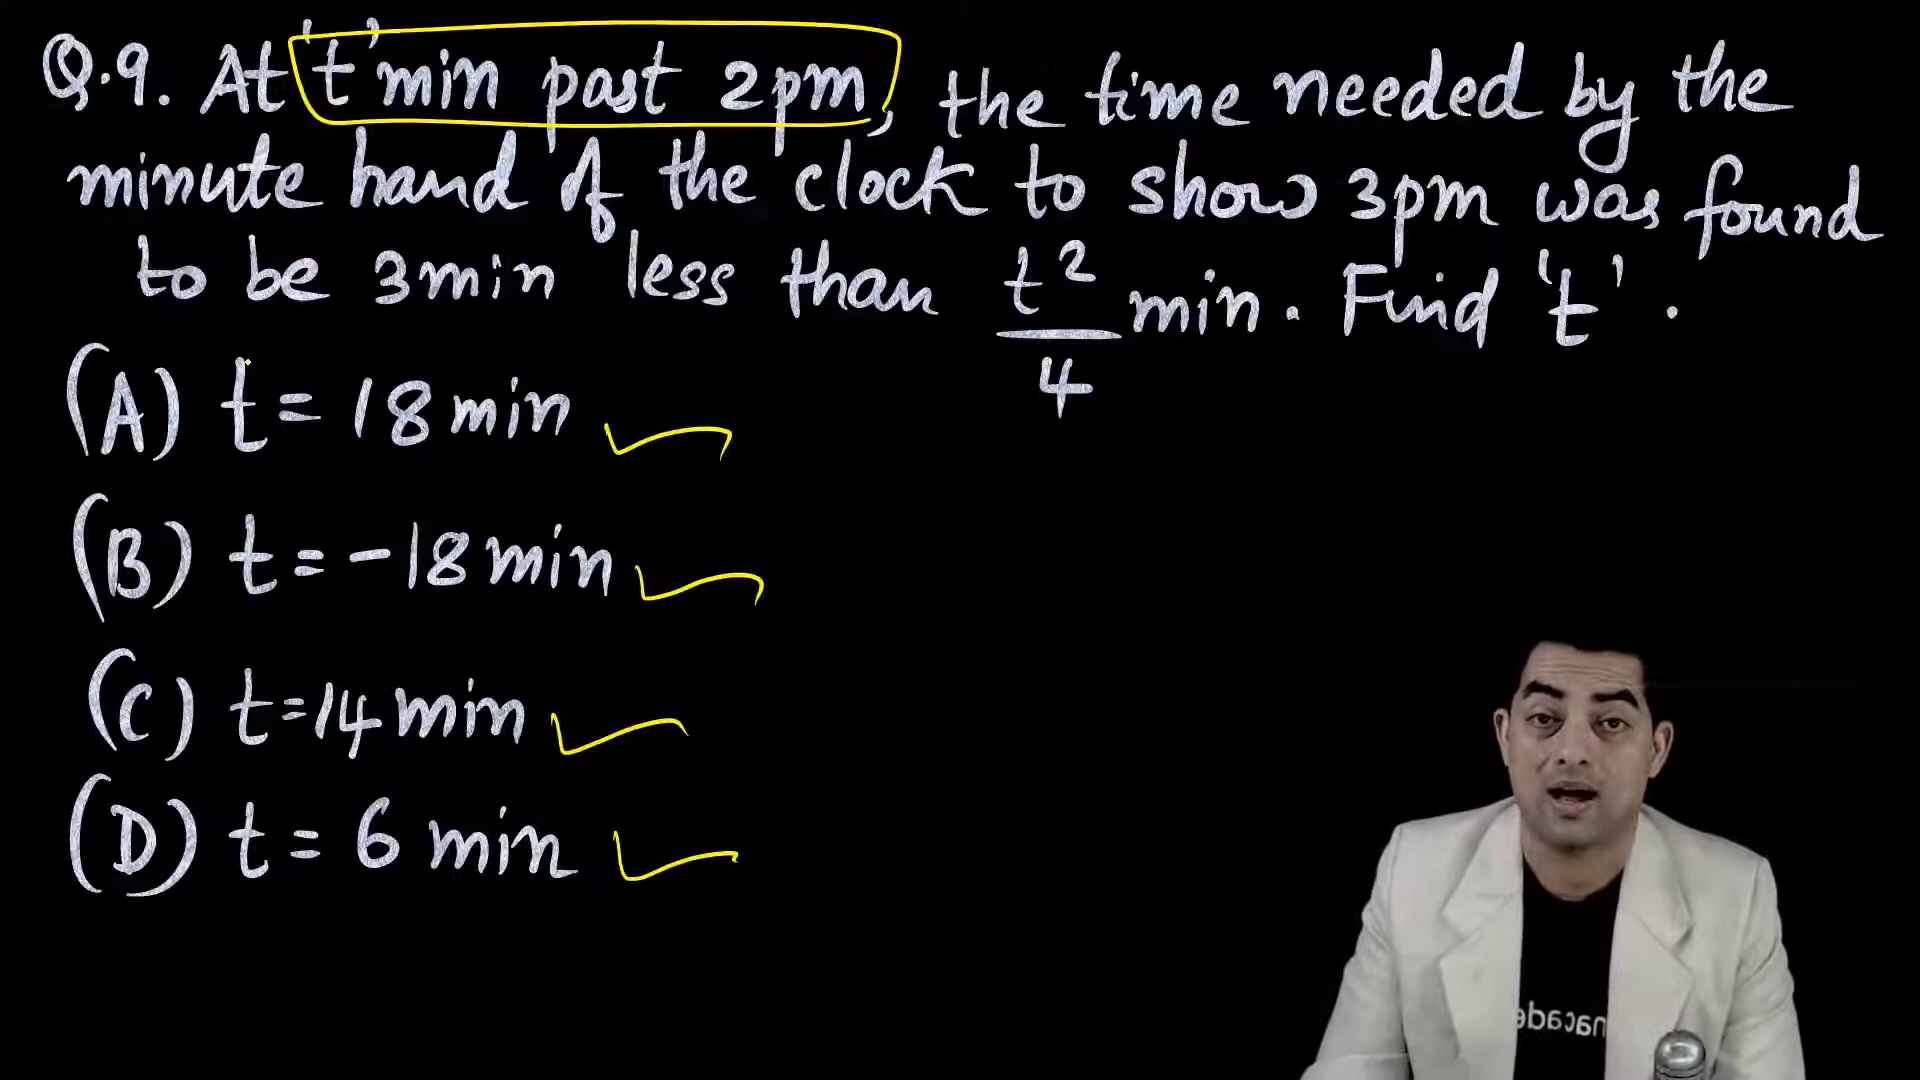 Q.9. At 't' min past 2pm, the time needed by the
minute hand of the clock to show 3pm was found
to be 3min less than t²/4 min. Find 't'.
(A) t = 18 min
(B) t = -18 min
(C) t = 14 min
(D) t = 6 min